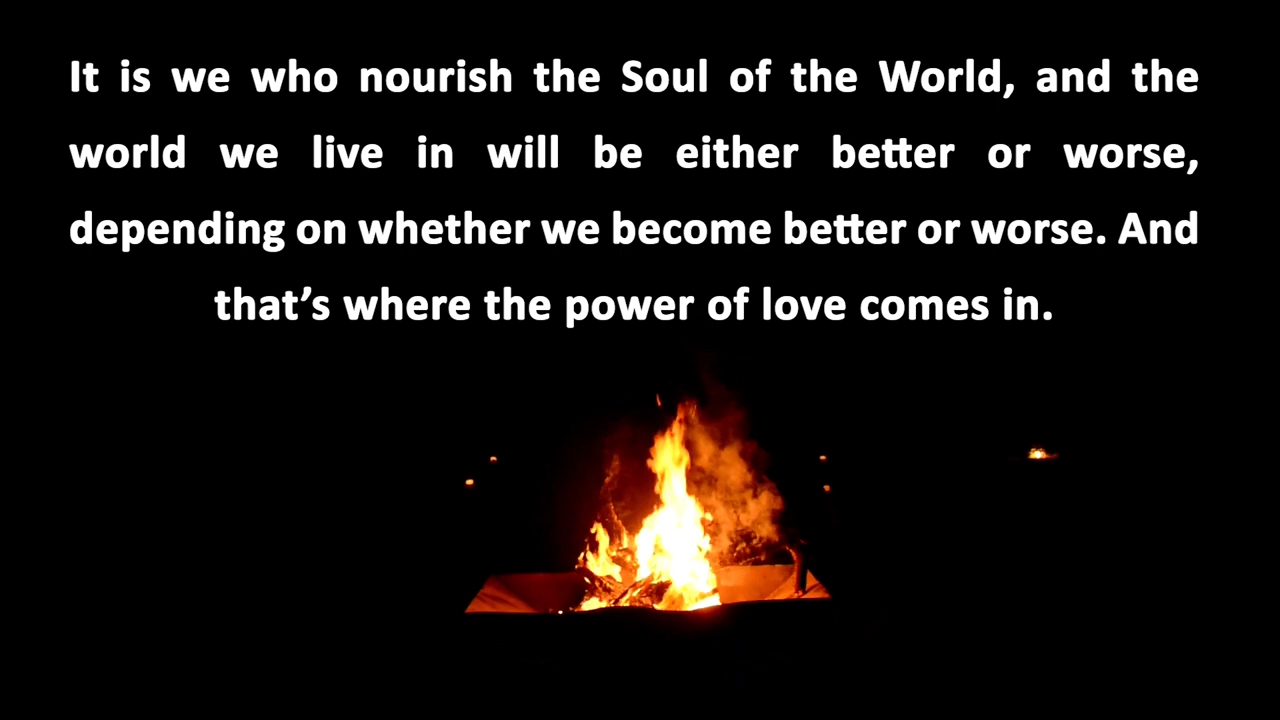 It is we who nourish the Soul of the World, and the
world we live in will be either better or worse,
depending on whether we become better or worse. And
that’s where the power of love comes in.